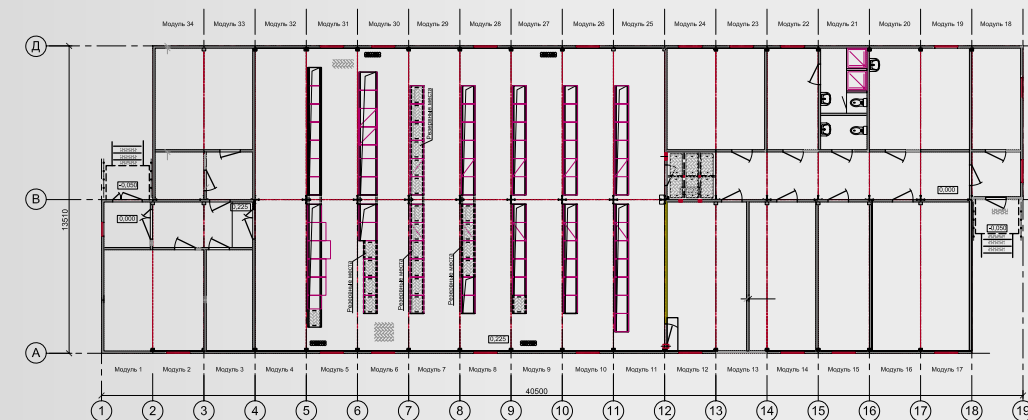 Модуль 34 Модуль 33 Модуль 32 Модуль 31 Модуль 30 Модуль 29 Модуль 28 Модуль 27 Модуль 26 Модуль 25 Модуль 24 Модуль 23 Модуль 22 Модуль 21 Модуль 20 Модуль 19 Модуль 18
Д
Резервные места
В
-0,050
0,000
0,225
0,000
-0,050
13510
Резервные места
Резервные места
Резервные места
0,225
А
Модуль 1 Модуль 2 Модуль 3 Модуль 4 Модуль 5 Модуль 6 Модуль 7 Модуль 8 Модуль 9 Модуль 10 Модуль 11 Модуль 12 Модуль 13 Модуль 14 Модуль 15 Модуль 16 Модуль 17
40500
1 2 3 4 5 6 7 8 9 10 11 12 13 14 15 16 17 18 19